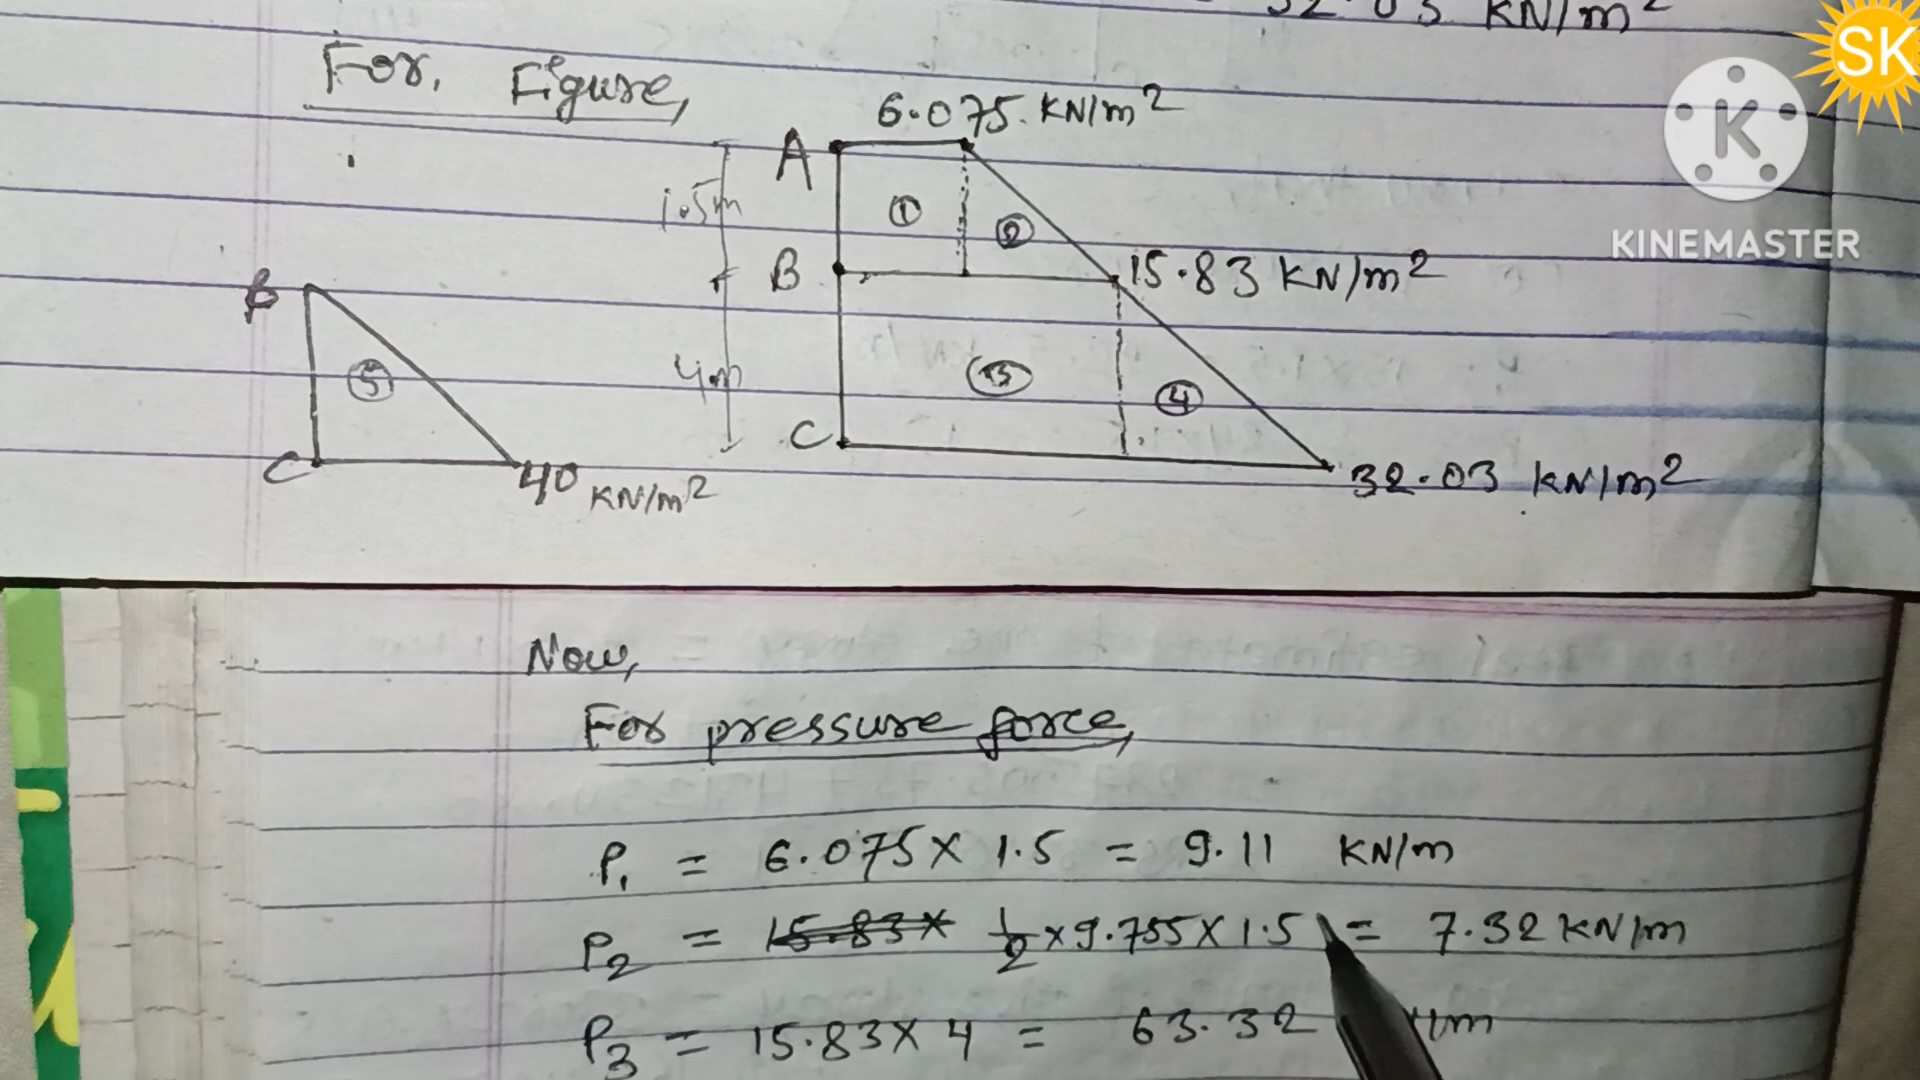 32.03 KN/m²
SK
For, Figure,
6.075 KN/m²
A
1.5m
①
②
K
KINEMASTER
B
15.83 KN/m²
B
⑤
4m
③
④
C
C
40 KN/m²
32.03 KN/m²
Now,
For pressure force,
P₁ = 6.075 × 1.5 = 9.11 KN/m
P₂ = 15.83× 1/2 × 9.755 × 1.5 = 7.32 KN/m
P₃ = 15.83 × 4 = 63.32 /m